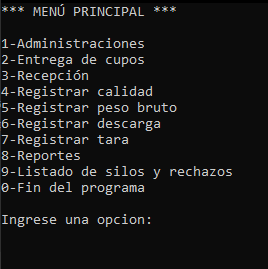 *** MENÚ PRINCIPAL ***
1-Administraciones
2-Entrega de cupos
3-Recepción
4-Registrar calidad
5-Registrar peso bruto
6-Registrar descarga
7-Registrar tara
8-Reportes
9-Listado de silos y rechazos
0-Fin del programa
Ingrese una opcion: